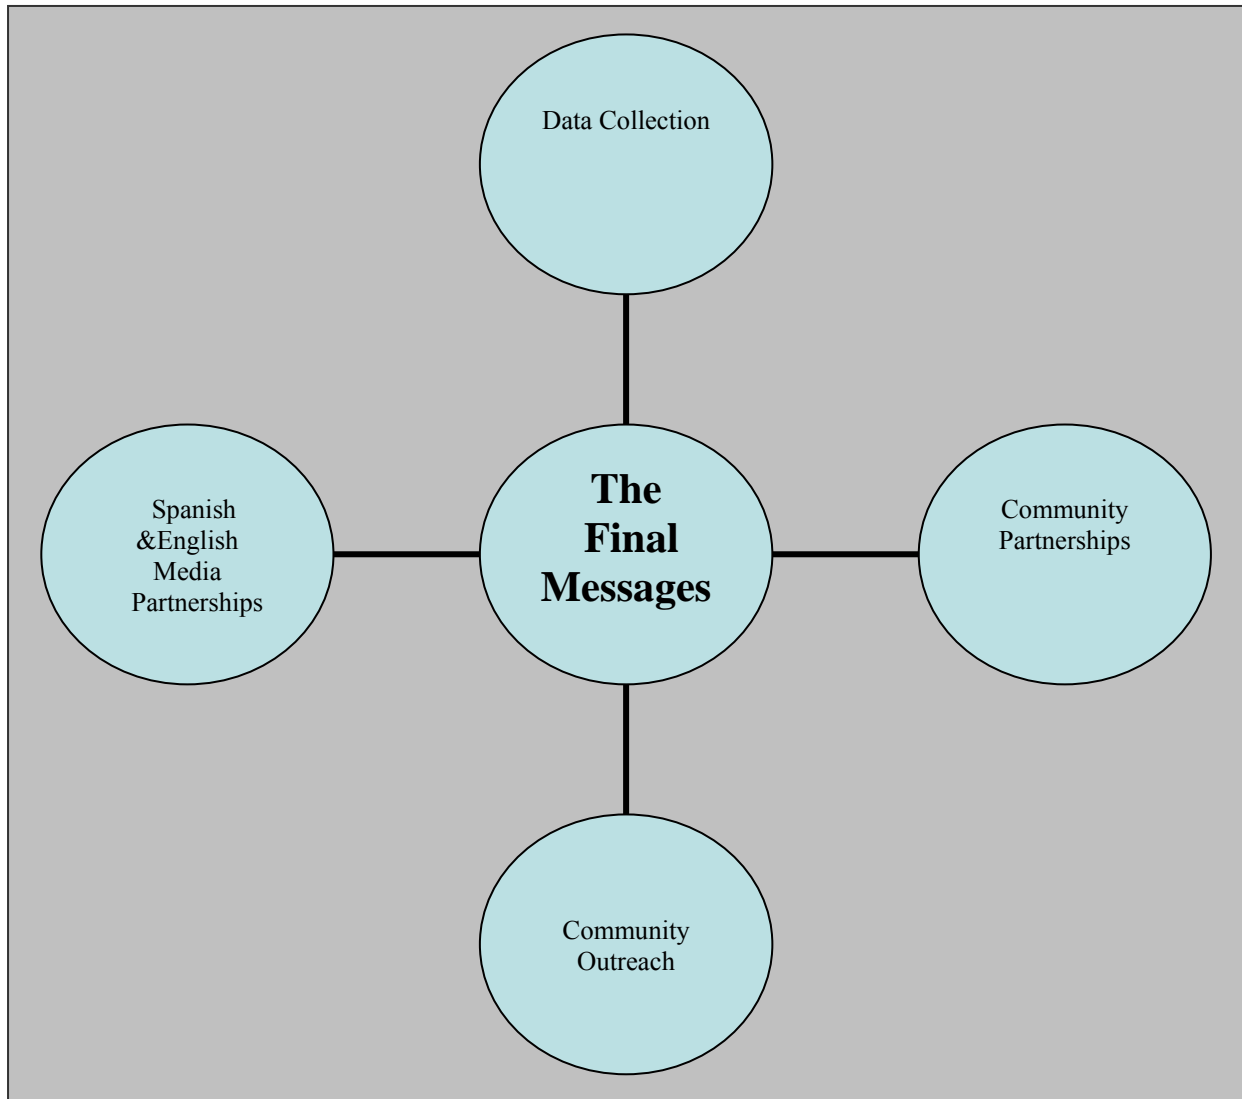 Data Collection
Spanish
&English
Media
Partnerships
The
Final
Messages
Community
Partnerships
Community
Outreach